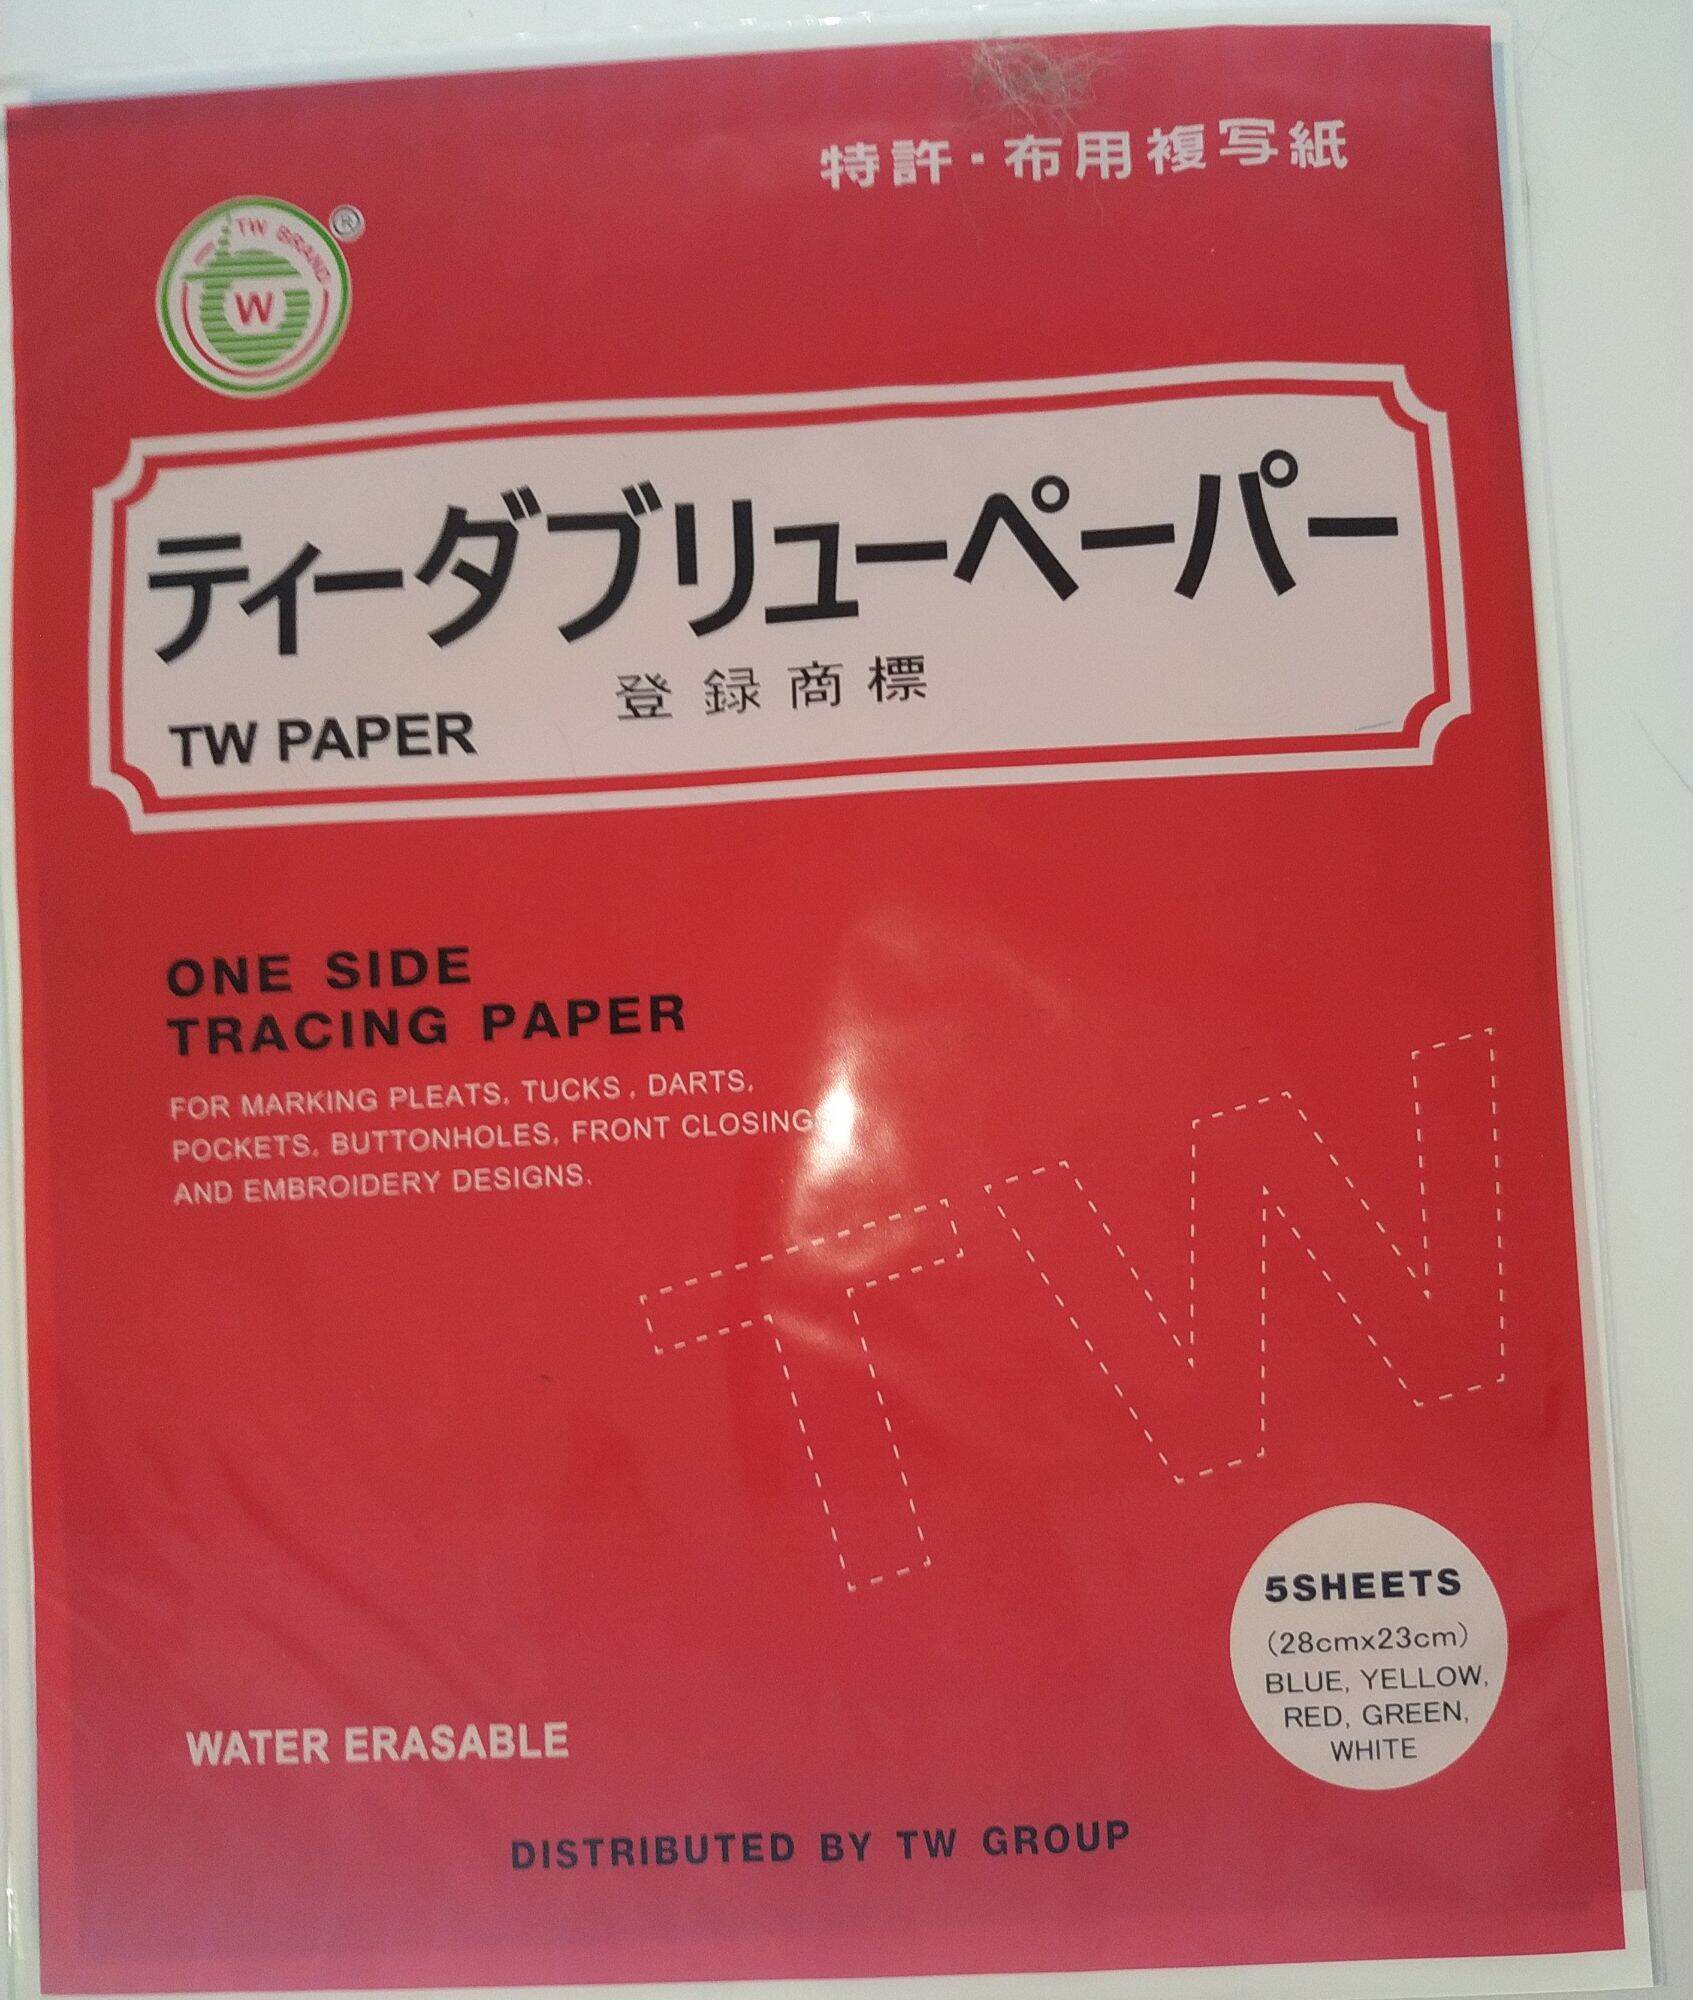 特許・布用複写紙
TW BRAND
W
®
ティーダブリューペーパー
登録商標
TW PAPER
ONE SIDE
TRACING PAPER
FOR MARKING PLEATS, TUCKS, DARTS,
POCKETS, BUTTONHOLES, FRONT CLOSING
AND EMBROIDERY DESIGNS.
TW
5SHEETS
(28cmx23cm)
BLUE, YELLOW,
RED, GREEN,
WHITE
WATER ERASABLE
DISTRIBUTED BY TW GROUP